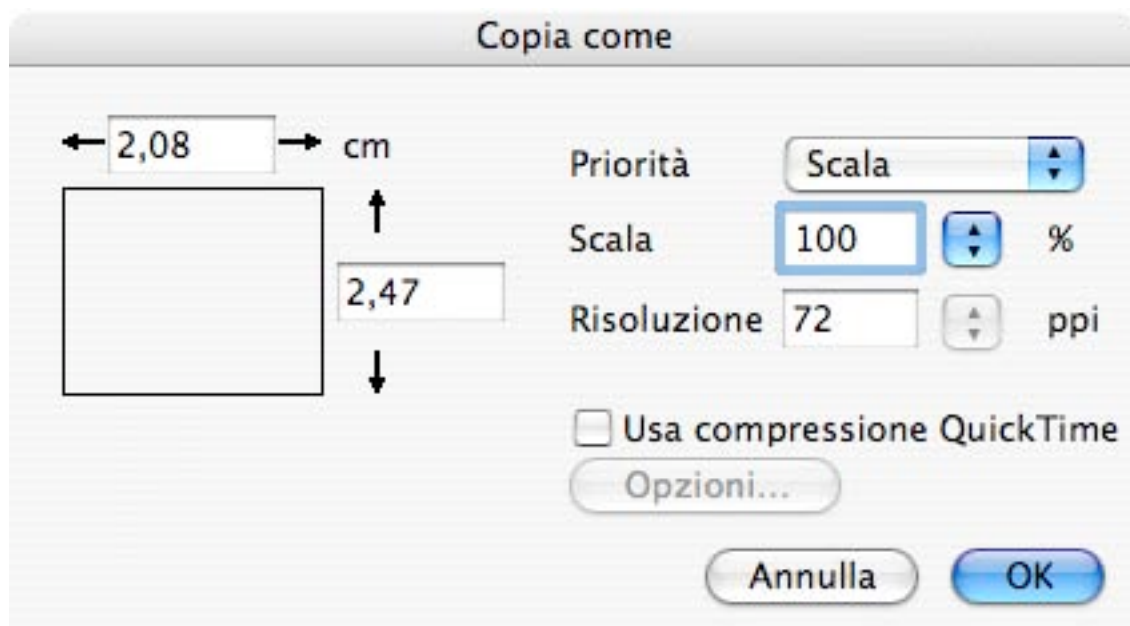 Copia come
2,08 cm
2,47
Priorità Scala
Scala 100 %
Risoluzione 72 ppi
Usa compressione QuickTime
Opzioni...
Annulla OK